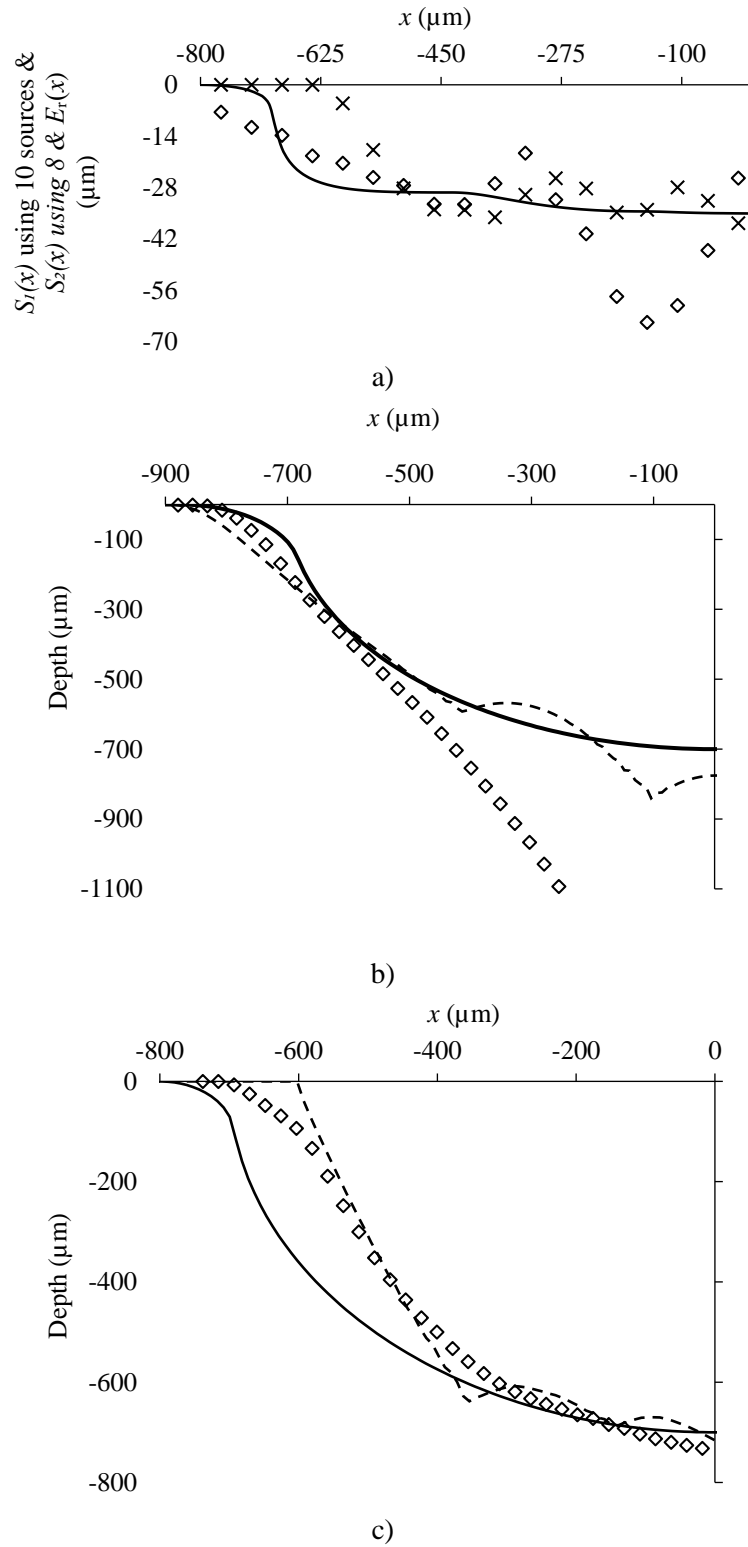 x (µm)
-800 -625 -450 -275 -100
0
-14
-28
-42
-56
-70
S₁(x) using 10 sources &
S₂(x) using 8 & Eᵣ(x)
(µm)
a)
x (µm)
-900 -700 -500 -300 -100
-100
-300
-500
-700
-900
-1100
Depth (µm)
b)
x (µm)
-800 -600 -400 -200 0
0
-200
-400
-600
-800
Depth (µm)
c)